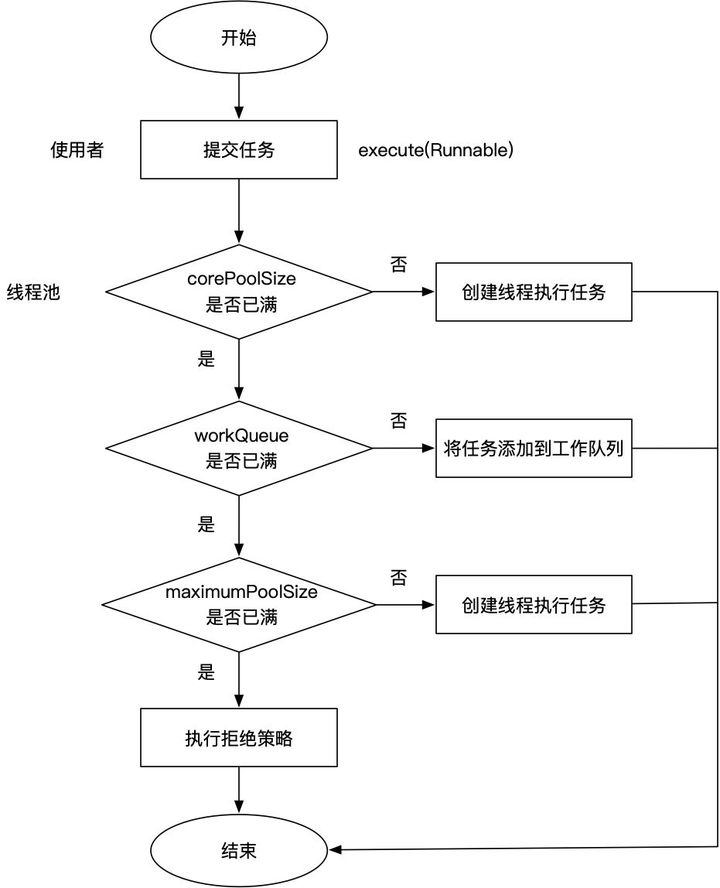 开始
使用者
提交任务
execute(Runnable)
线程池
corePoolSize
是否已满
否
创建线程执行任务
是
workQueue
是否已满
否
将任务添加到工作队列
是
maximumPoolSize
是否已满
否
创建线程执行任务
是
执行拒绝策略
结束